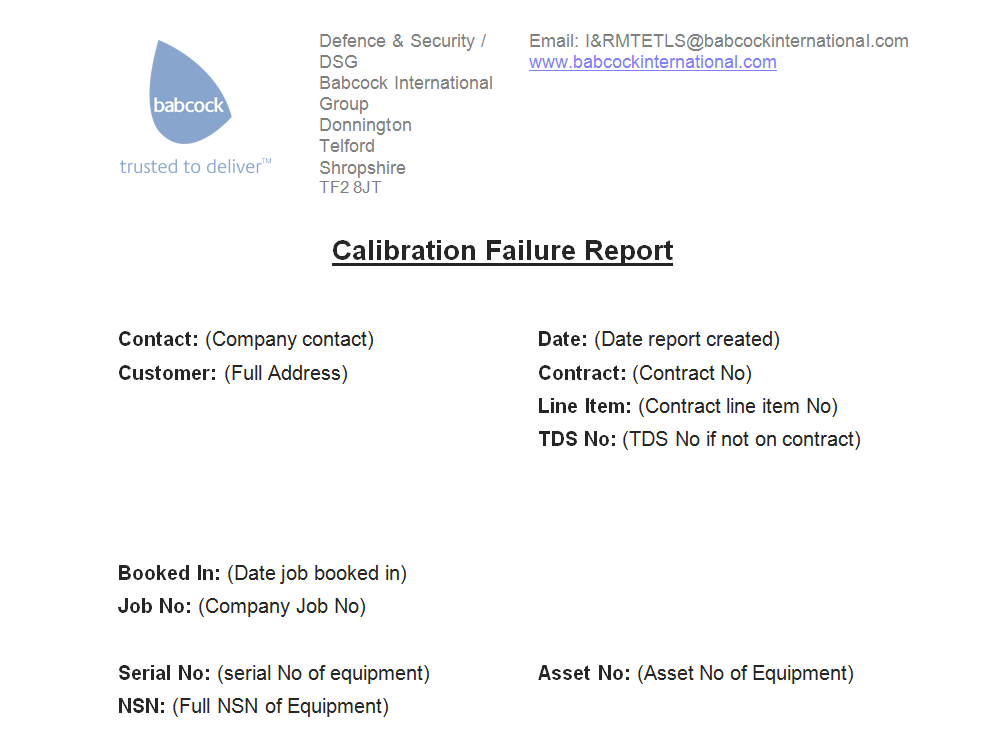 babcock
trusted to deliver™
Defence & Security /
DSG
Babcock International
Group
Donnington
Telford
Shropshire
TF2 8JT
Email: I&RMTETLS@babcockinternational.com
www.babcockinternational.com
Calibration Failure Report
Contact: (Company contact)
Customer: (Full Address)
Date: (Date report created)
Contract: (Contract No)
Line Item: (Contract line item No)
TDS No: (TDS No if not on contract)
Booked In: (Date job booked in)
Job No: (Company Job No)
Serial No: (serial No of equipment)
Asset No: (Asset No of Equipment)
NSN: (Full NSN of Equipment)